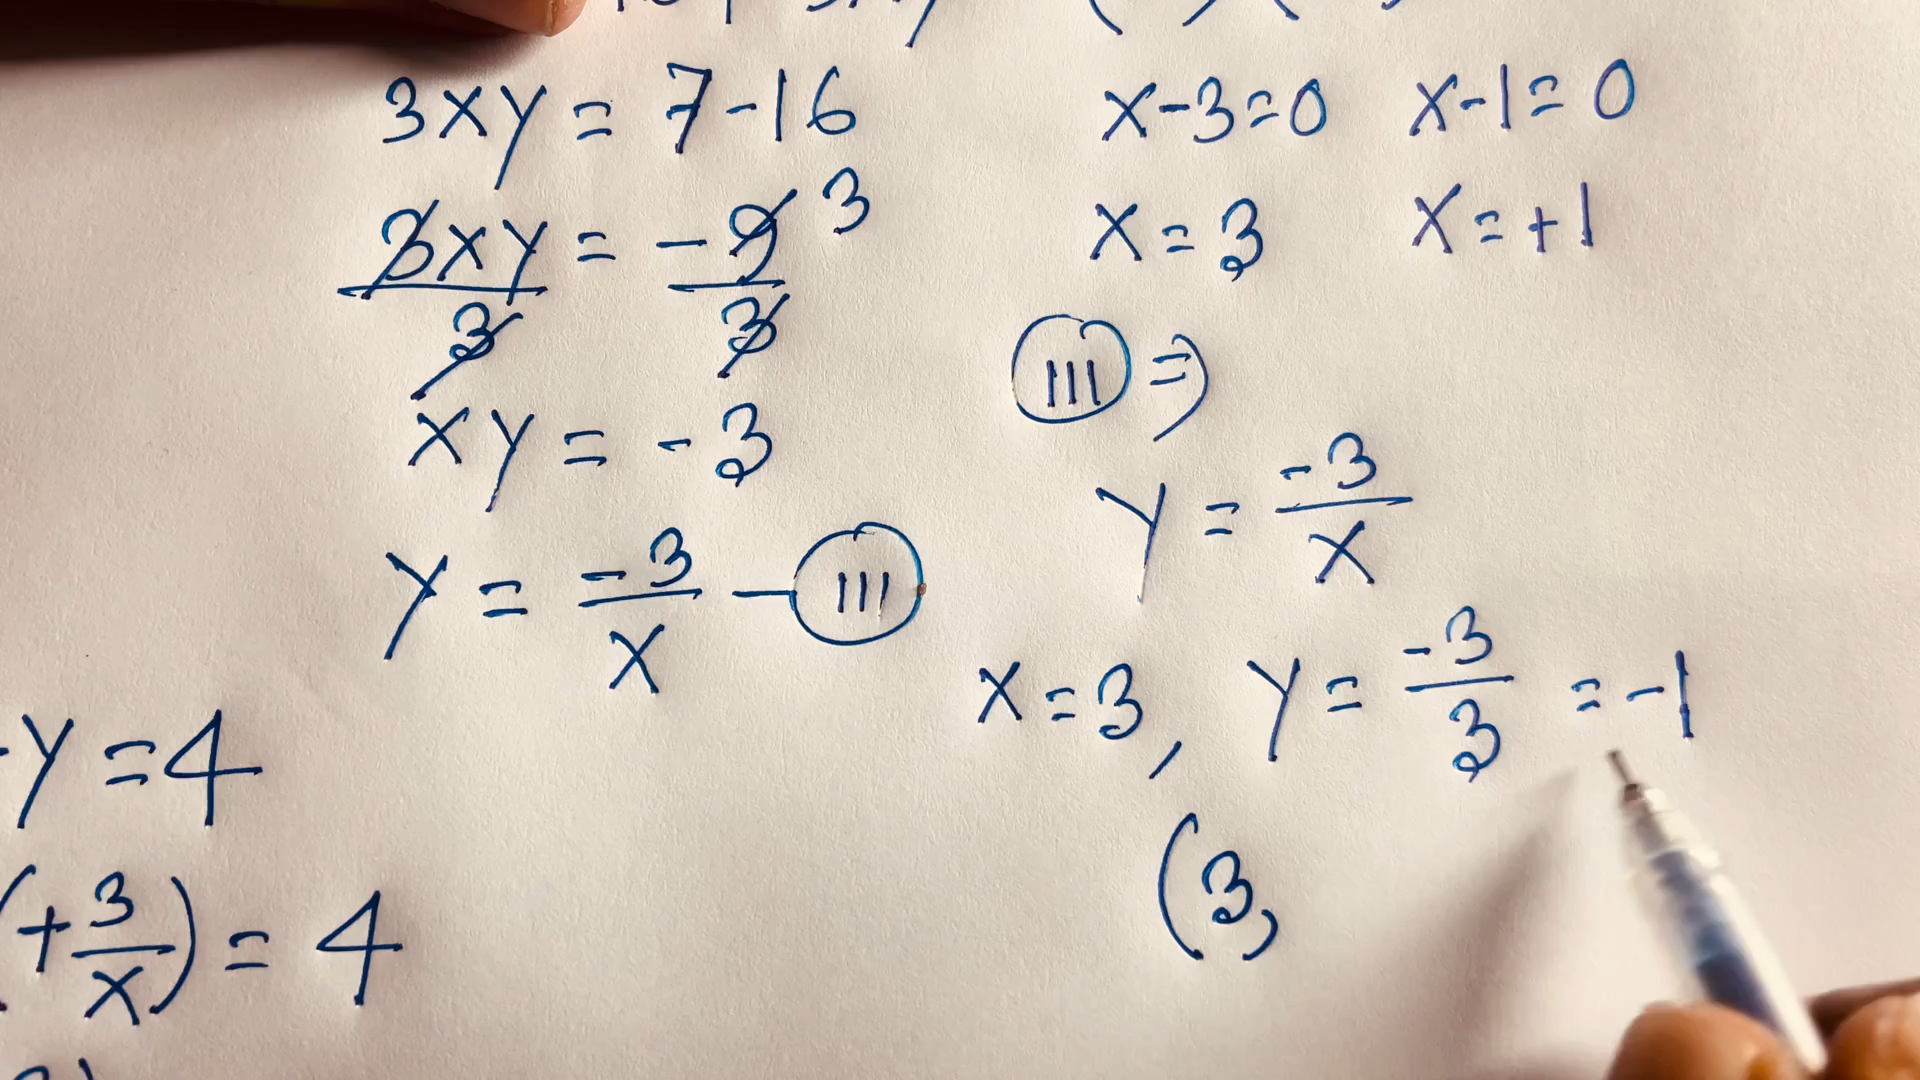 3xy = 7-16
3xy/3 = -9/3 3
xy = -3
y = -3/x — III
-y = 4
(+3/x) = 4
x-3=0 x-1=0
x=3 x=+1
III ⇒
y = -3/x
x=3, y = -3/3 = -1
(3,